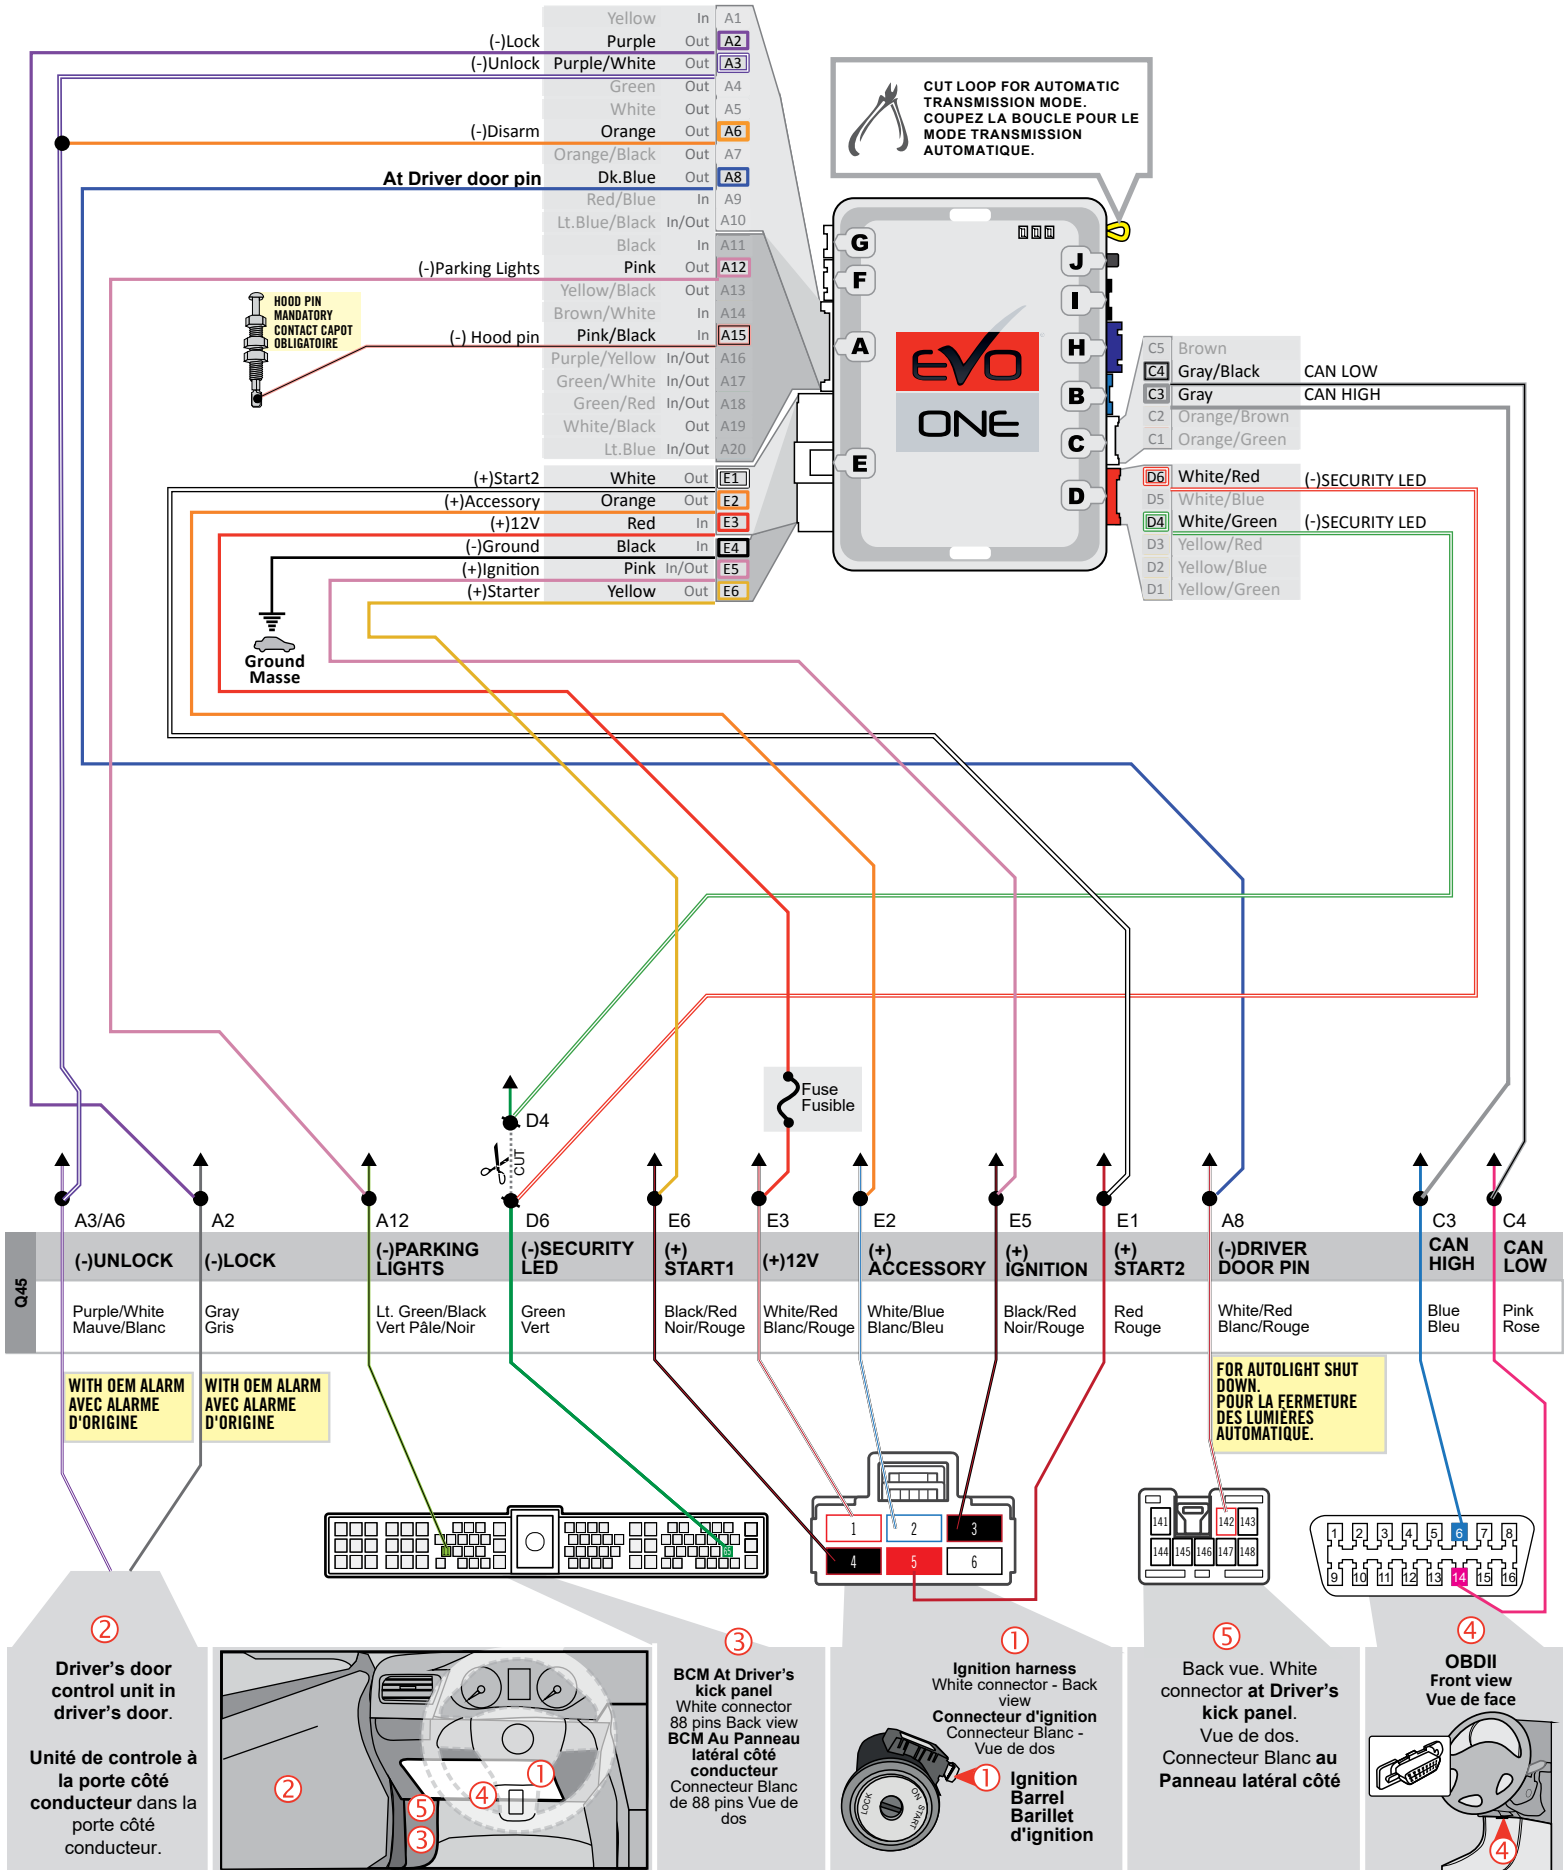 Yellow In A1
(-)Lock Purple Out A2
(-)Unlock Purple/White Out A3
Green Out A4
White Out A5
(-)Disarm Orange Out A6
Orange/Black Out A7
At Driver door pin Dk.Blue Out A8
Red/Blue In A9
Lt.Blue/Black In/Out A10
Black In A11
(-)Parking Lights Pink Out A12
Yellow/Black Out A13
Brown/White In A14
(-) Hood pin Pink/Black In A15
Purple/Yellow In/Out A16
Green/White In/Out A17
Green/Red In/Out A18
White/Black Out A19
Lt.Blue In/Out A20
(+)Start2 White Out E1
(+)Accessory Orange Out E2
(+)12V Red In E3
(-)Ground Black In E4
(+)Ignition Pink In/Out E5
(+)Starter Yellow Out E6
HOOD PIN
MANDATORY
CONTACT CAPOT
OBLIGATOIRE
Ground
Masse
CUT LOOP FOR AUTOMATIC
TRANSMISSION MODE.
COUPEZ LA BOUCLE POUR LE
MODE TRANSMISSION
AUTOMATIQUE.
G
F
A
E
J
I
H
B
C
D
EVO
ONE
C5 Brown
C4 Gray/Black CAN LOW
C3 Gray CAN HIGH
C2 Orange/Brown
C1 Orange/Green
D6 White/Red (-)SECURITY LED
D5 White/Blue
D4 White/Green (-)SECURITY LED
D3 Yellow/Red
D2 Yellow/Blue
D1 Yellow/Green
Fuse
Fusible
D4
CUT
A3/A6 A2 A12 D6 E6 E3 E2 E5 E1 A8 C3 C4
Q45
(-)UNLOCK
(-)LOCK
(-)PARKING
LIGHTS
(-)SECURITY
LED
(+)
START1
(+)12V
(+)
ACCESSORY
(+)
IGNITION
(+)
START2
(-)DRIVER
DOOR PIN
CAN
HIGH
CAN
LOW
Purple/White
Mauve/Blanc
Gray
Gris
Lt. Green/Black
Vert Pâle/Noir
Green
Vert
Black/Red
Noir/Rouge
White/Red
Blanc/Rouge
White/Blue
Blanc/Bleu
Black/Red
Noir/Rouge
Red
Rouge
White/Red
Blanc/Rouge
Blue
Bleu
Pink
Rose
WITH OEM ALARM
AVEC ALARME
D'ORIGINE
WITH OEM ALARM
AVEC ALARME
D'ORIGINE
FOR AUTOLIGHT SHUT
DOWN.
POUR LA FERMETURE
DES LUMIÈRES
AUTOMATIQUE.
1 2 3
4 5 6
141 142 143
144 145 146 147 148
1 2 3 4 5 6 7 8
9 10 11 12 13 14 15 16
2
Driver's door
control unit in
driver's door.
Unité de controle à
la porte côté
conducteur dans la
porte côté
conducteur.
2
1
4
5
3
3
BCM At Driver's
kick panel
White connector
88 pins Back view
BCM Au Panneau
latéral côté
conducteur
Connecteur Blanc
de 88 pins Vue de
dos
1
Ignition harness
White connector - Back
view
Connecteur d'ignition
Connecteur Blanc -
Vue de dos
LOCK
ON
START
1
Ignition
Barrel
Barillet
d'ignition
5
Back vue. White
connector at Driver's
kick panel.
Vue de dos.
Connecteur Blanc au
Panneau latéral côté
4
OBDII
Front view
Vue de face
4